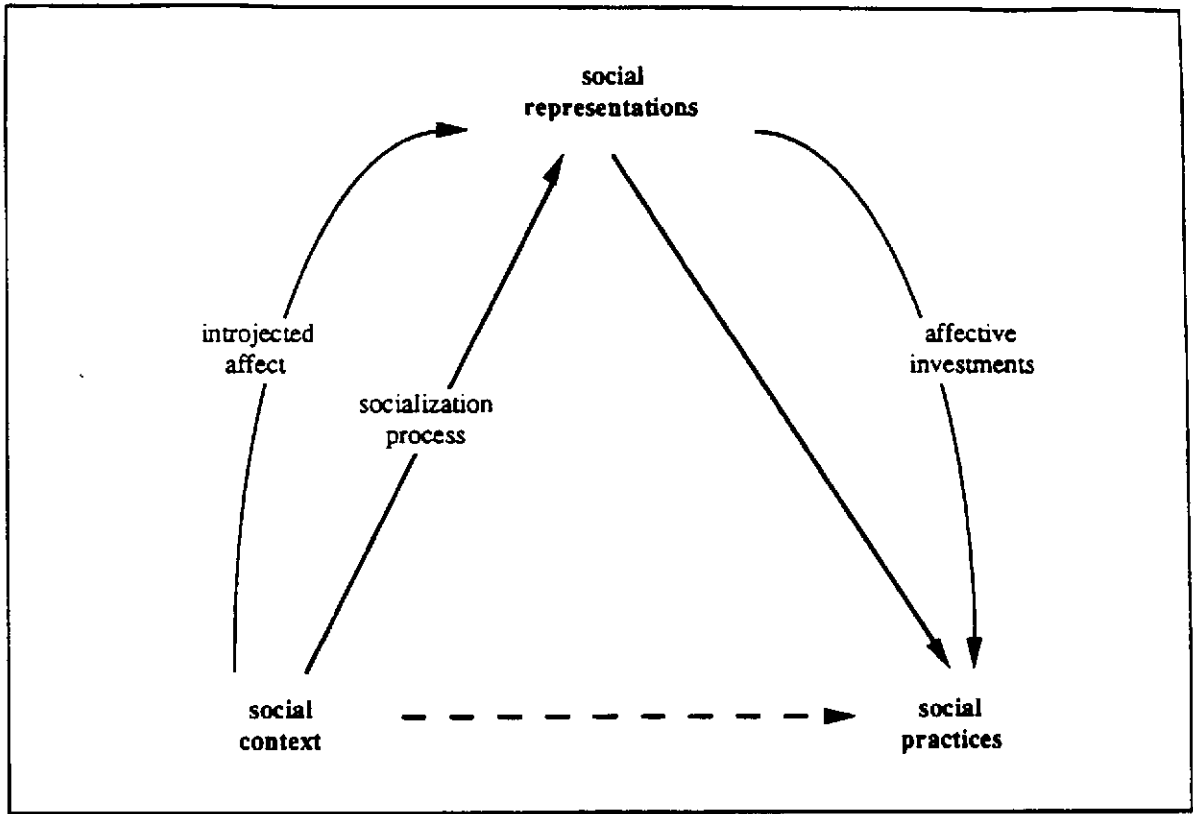 social
representations
introjected
affect
affective
investments
socialization
process
social
context
social
practices